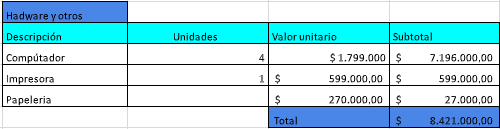 Hadware y otros
Descripción Unidades Valor unitario Subtotal
Compútador 4 $ 1.799.000 $ 7.196.000,00
Impresora 1 $ 599.000,00 $ 599.000,00
Papeleria $ 270.000,00 $ 27.000,00
Total $ 8.421.000,00